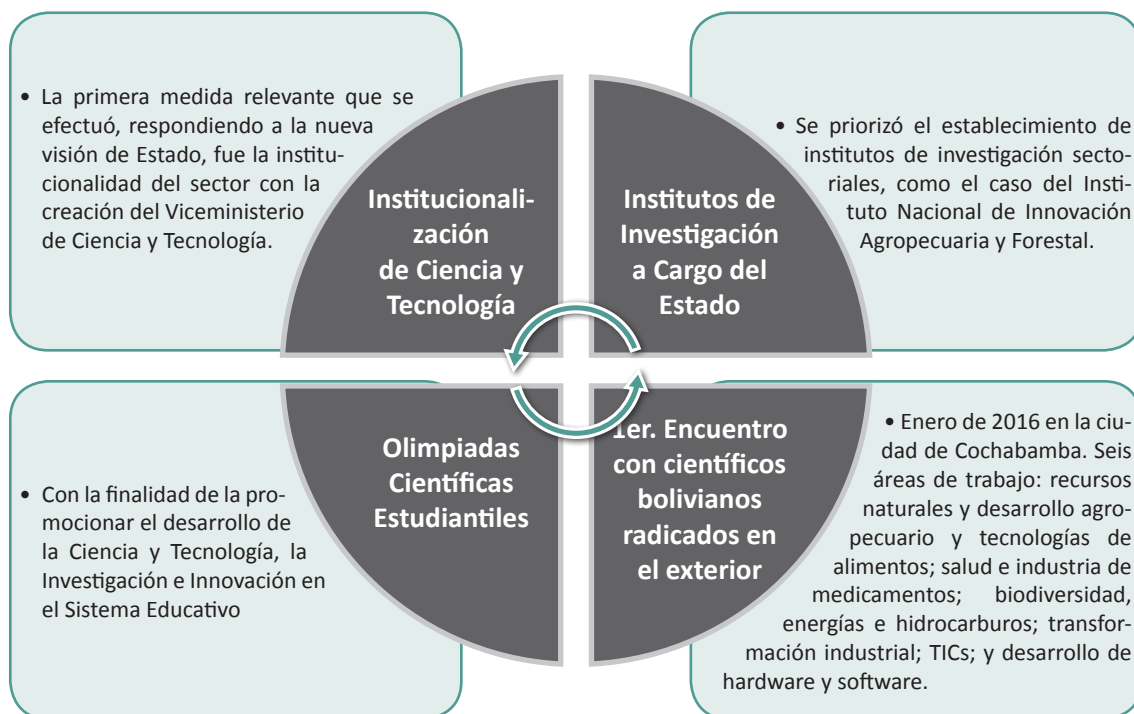 • La primera medida relevante que se
efectuó, respondiendo a la nueva
visión de Estado, fue la institu-
cionalidad del sector con la
creación del Viceministerio
de Ciencia y Tecnología.
Institucionali-
zación
de Ciencia y
Tecnología
Institutos de
Investigación
a Cargo del
Estado
• Se priorizó el establecimiento de
institutos de investigación secto-
riales, como el caso del Insti-
tuto Nacional de Innovación
Agropecuaria y Forestal.
• Con la finalidad de la pro-
mocionar el desarrollo de
la Ciencia y Tecnología, la
Investigación e Innovación en
el Sistema Educativo
Olimpiadas
Científicas
Estudiantiles
1er. Encuentro
con científicos
bolivianos
radicados en
el exterior
• Enero de 2016 en la ciu-
dad de Cochabamba. Seis
áreas de trabajo: recursos
naturales y desarrollo agro-
pecuario y tecnologías de
alimentos; salud e industria de
medicamentos; biodiversidad,
energías e hidrocarburos; transfor-
mación industrial; TICs; y desarrollo de
hardware y software.